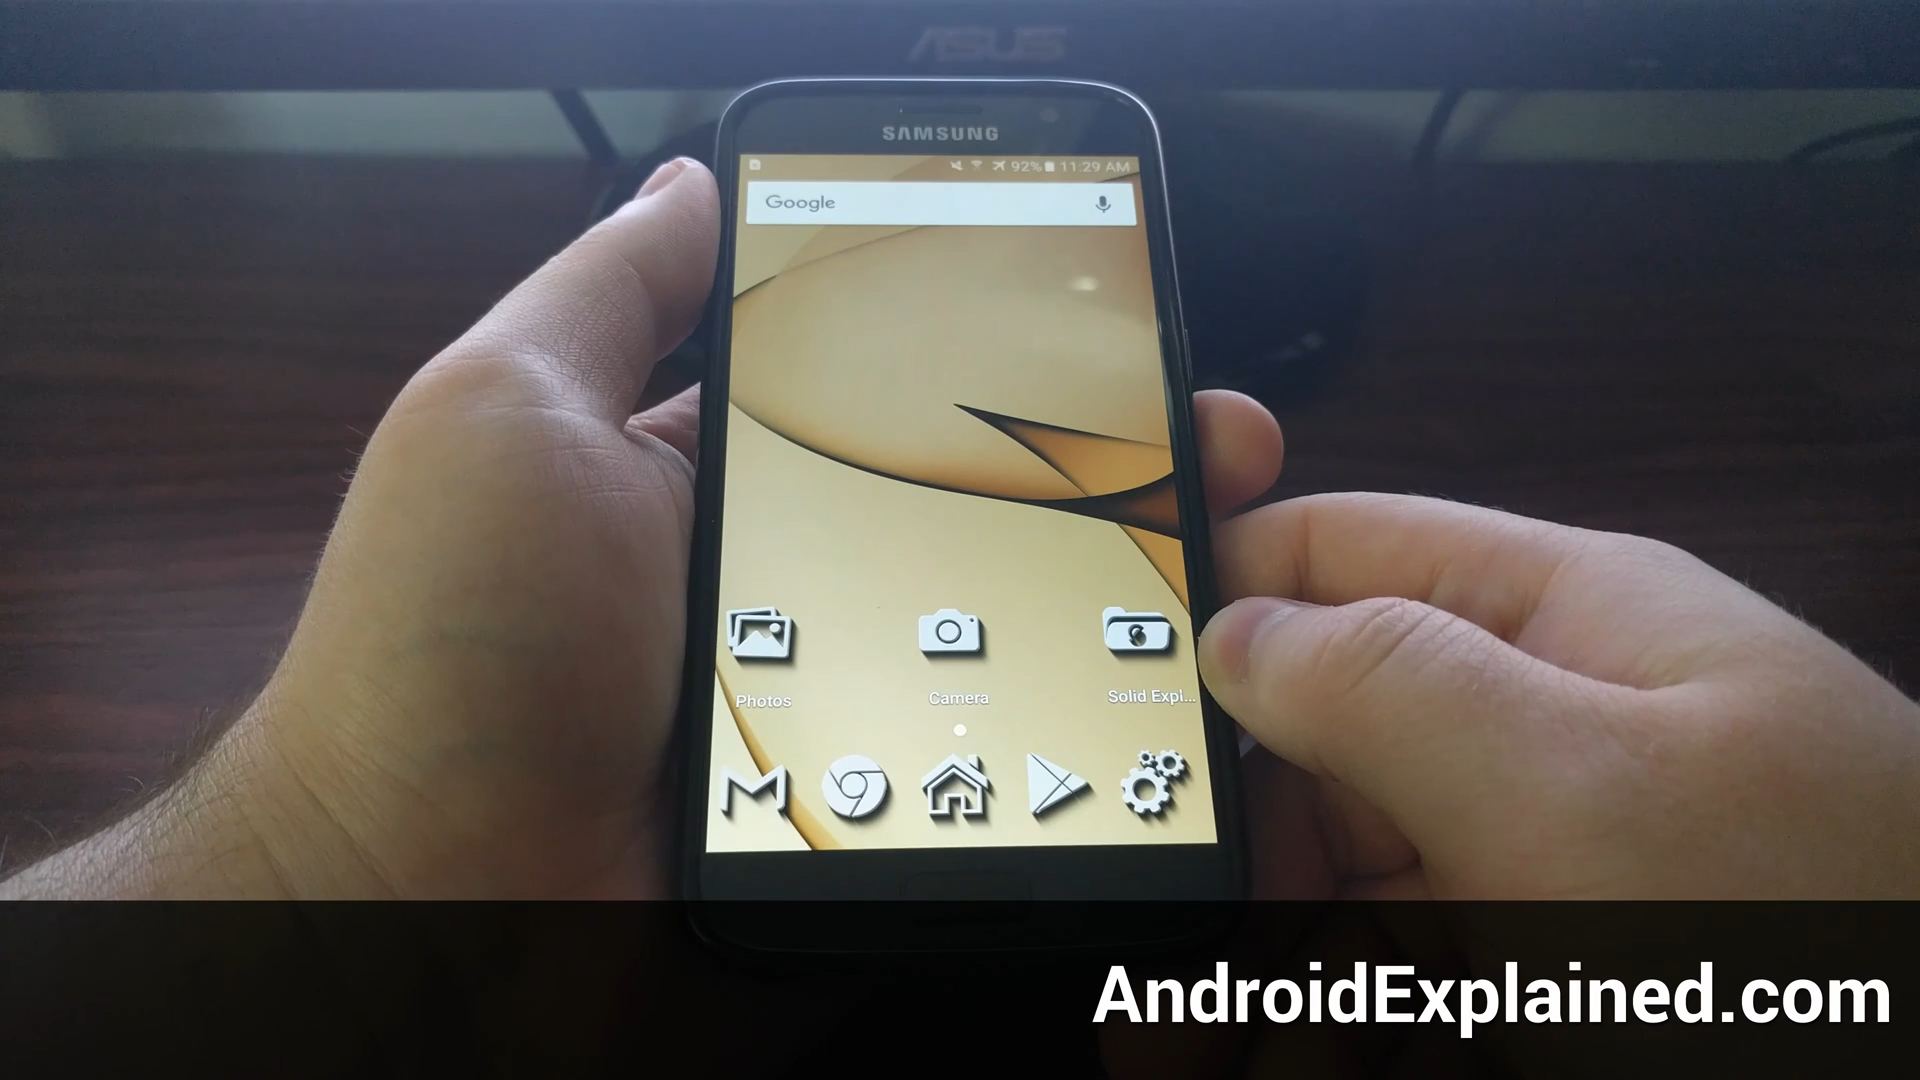 ASUS
SAMSUNG
92% 11:29 AM
Google
Photos
Camera
Solid Expl...
AndroidExplained.com